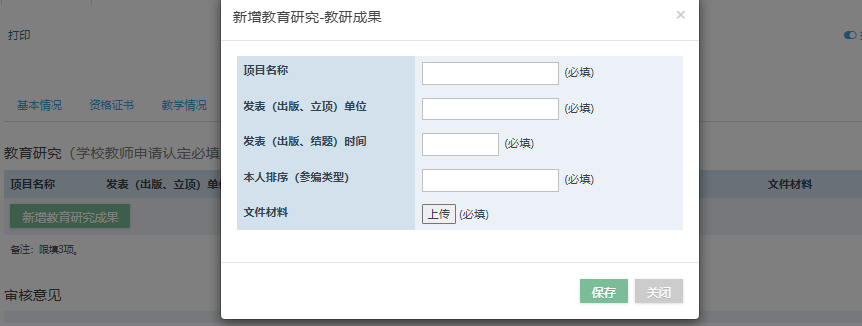 新增教育研究-教研成果
×
打印
项目名称
(必填)
发表（出版、立顶）单位
(必填)
基本情况
资格证书
教学情况
发表（出版、结题）时间
(必填)
教育研究（学校教师申请认定必填
本人排序（参编类型）
(必填)
项目名称
发表（出版、立顶）单位
文件材料
文件材料
上传
(必填)
新增教育研究成果
备注：限填3项。
保存
关闭
审核意见